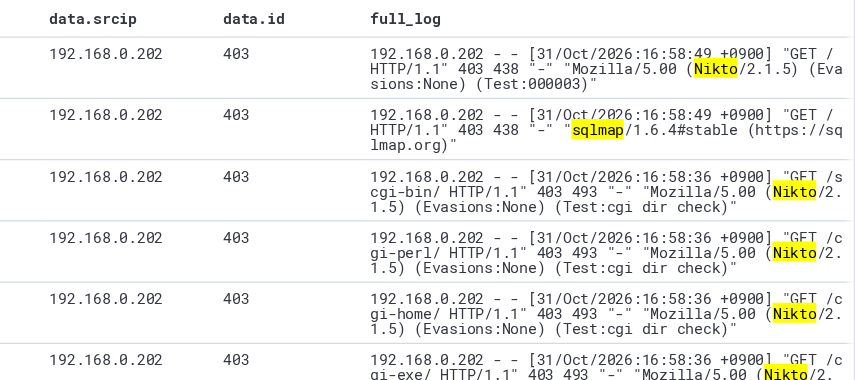 data.srcip data.id full_log
192.168.0.202 403 192.168.0.202 - - [31/Oct/2026:16:58:49 +0900] "GET /
HTTP/1.1" 403 438 "-" "Mozilla/5.00 (Nikto/2.1.5) (Eva
sions:None) (Test:000003)"
192.168.0.202 403 192.168.0.202 - - [31/Oct/2026:16:58:49 +0900] "GET /
HTTP/1.1" 403 438 "-" "sqlmap/1.6.4#stable (https://sq
lmap.org)"
192.168.0.202 403 192.168.0.202 - - [31/Oct/2026:16:58:36 +0900] "GET /s
cgi-bin/ HTTP/1.1" 403 493 "-" "Mozilla/5.00 (Nikto/2.
1.5) (Evasions:None) (Test:cgi dir check)"
192.168.0.202 403 192.168.0.202 - - [31/Oct/2026:16:58:36 +0900] "GET /c
gi-perl/ HTTP/1.1" 403 493 "-" "Mozilla/5.00 (Nikto/2.
1.5) (Evasions:None) (Test:cgi dir check)"
192.168.0.202 403 192.168.0.202 - - [31/Oct/2026:16:58:36 +0900] "GET /c
gi-home/ HTTP/1.1" 403 493 "-" "Mozilla/5.00 (Nikto/2.
1.5) (Evasions:None) (Test:cgi dir check)"
192.168.0.202 403 192.168.0.202 - - [31/Oct/2026:16:58:36 +0900] "GET /c
gi-exe/ HTTP/1.1" 403 493 "-" "Mozilla/5.00 (Nikto/2.